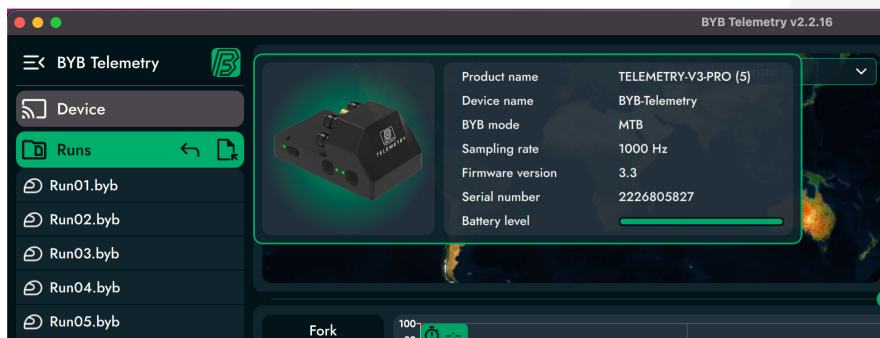 BYB Telemetry v2.2.16
BYB Telemetry
Device
Runs
Run01.byb
Run02.byb
Run03.byb
Run04.byb
Run05.byb
TELEMETRY
Product name TELEMETRY-V3-PRO (5)
Device name BYB-Telemetry
BYB mode MTB
Sampling rate 1000 Hz
Firmware version 3.3
Serial number 2226805827
Battery level
Fork
100